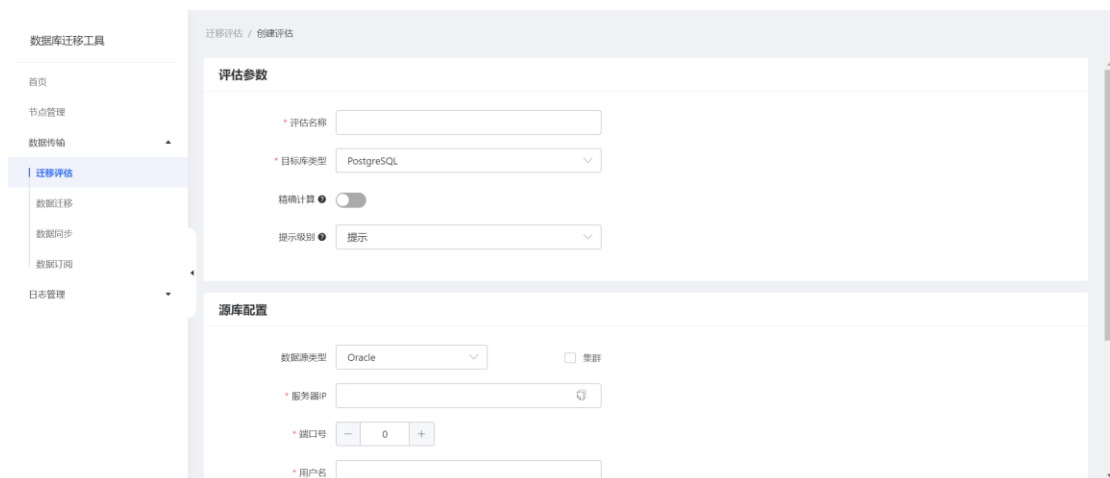 数据库迁移工具
首页
节点管理
数据传输
迁移评估
数据迁移
数据同步
数据订阅
日志管理
迁移评估 / 创建评估
评估参数
* 评估名称
* 目标库类型 PostgreSQL
精确计算
提示级别 提示
源库配置
数据源类型 Oracle 集群
* 服务器IP
* 端口号 − 0 +
* 用户名